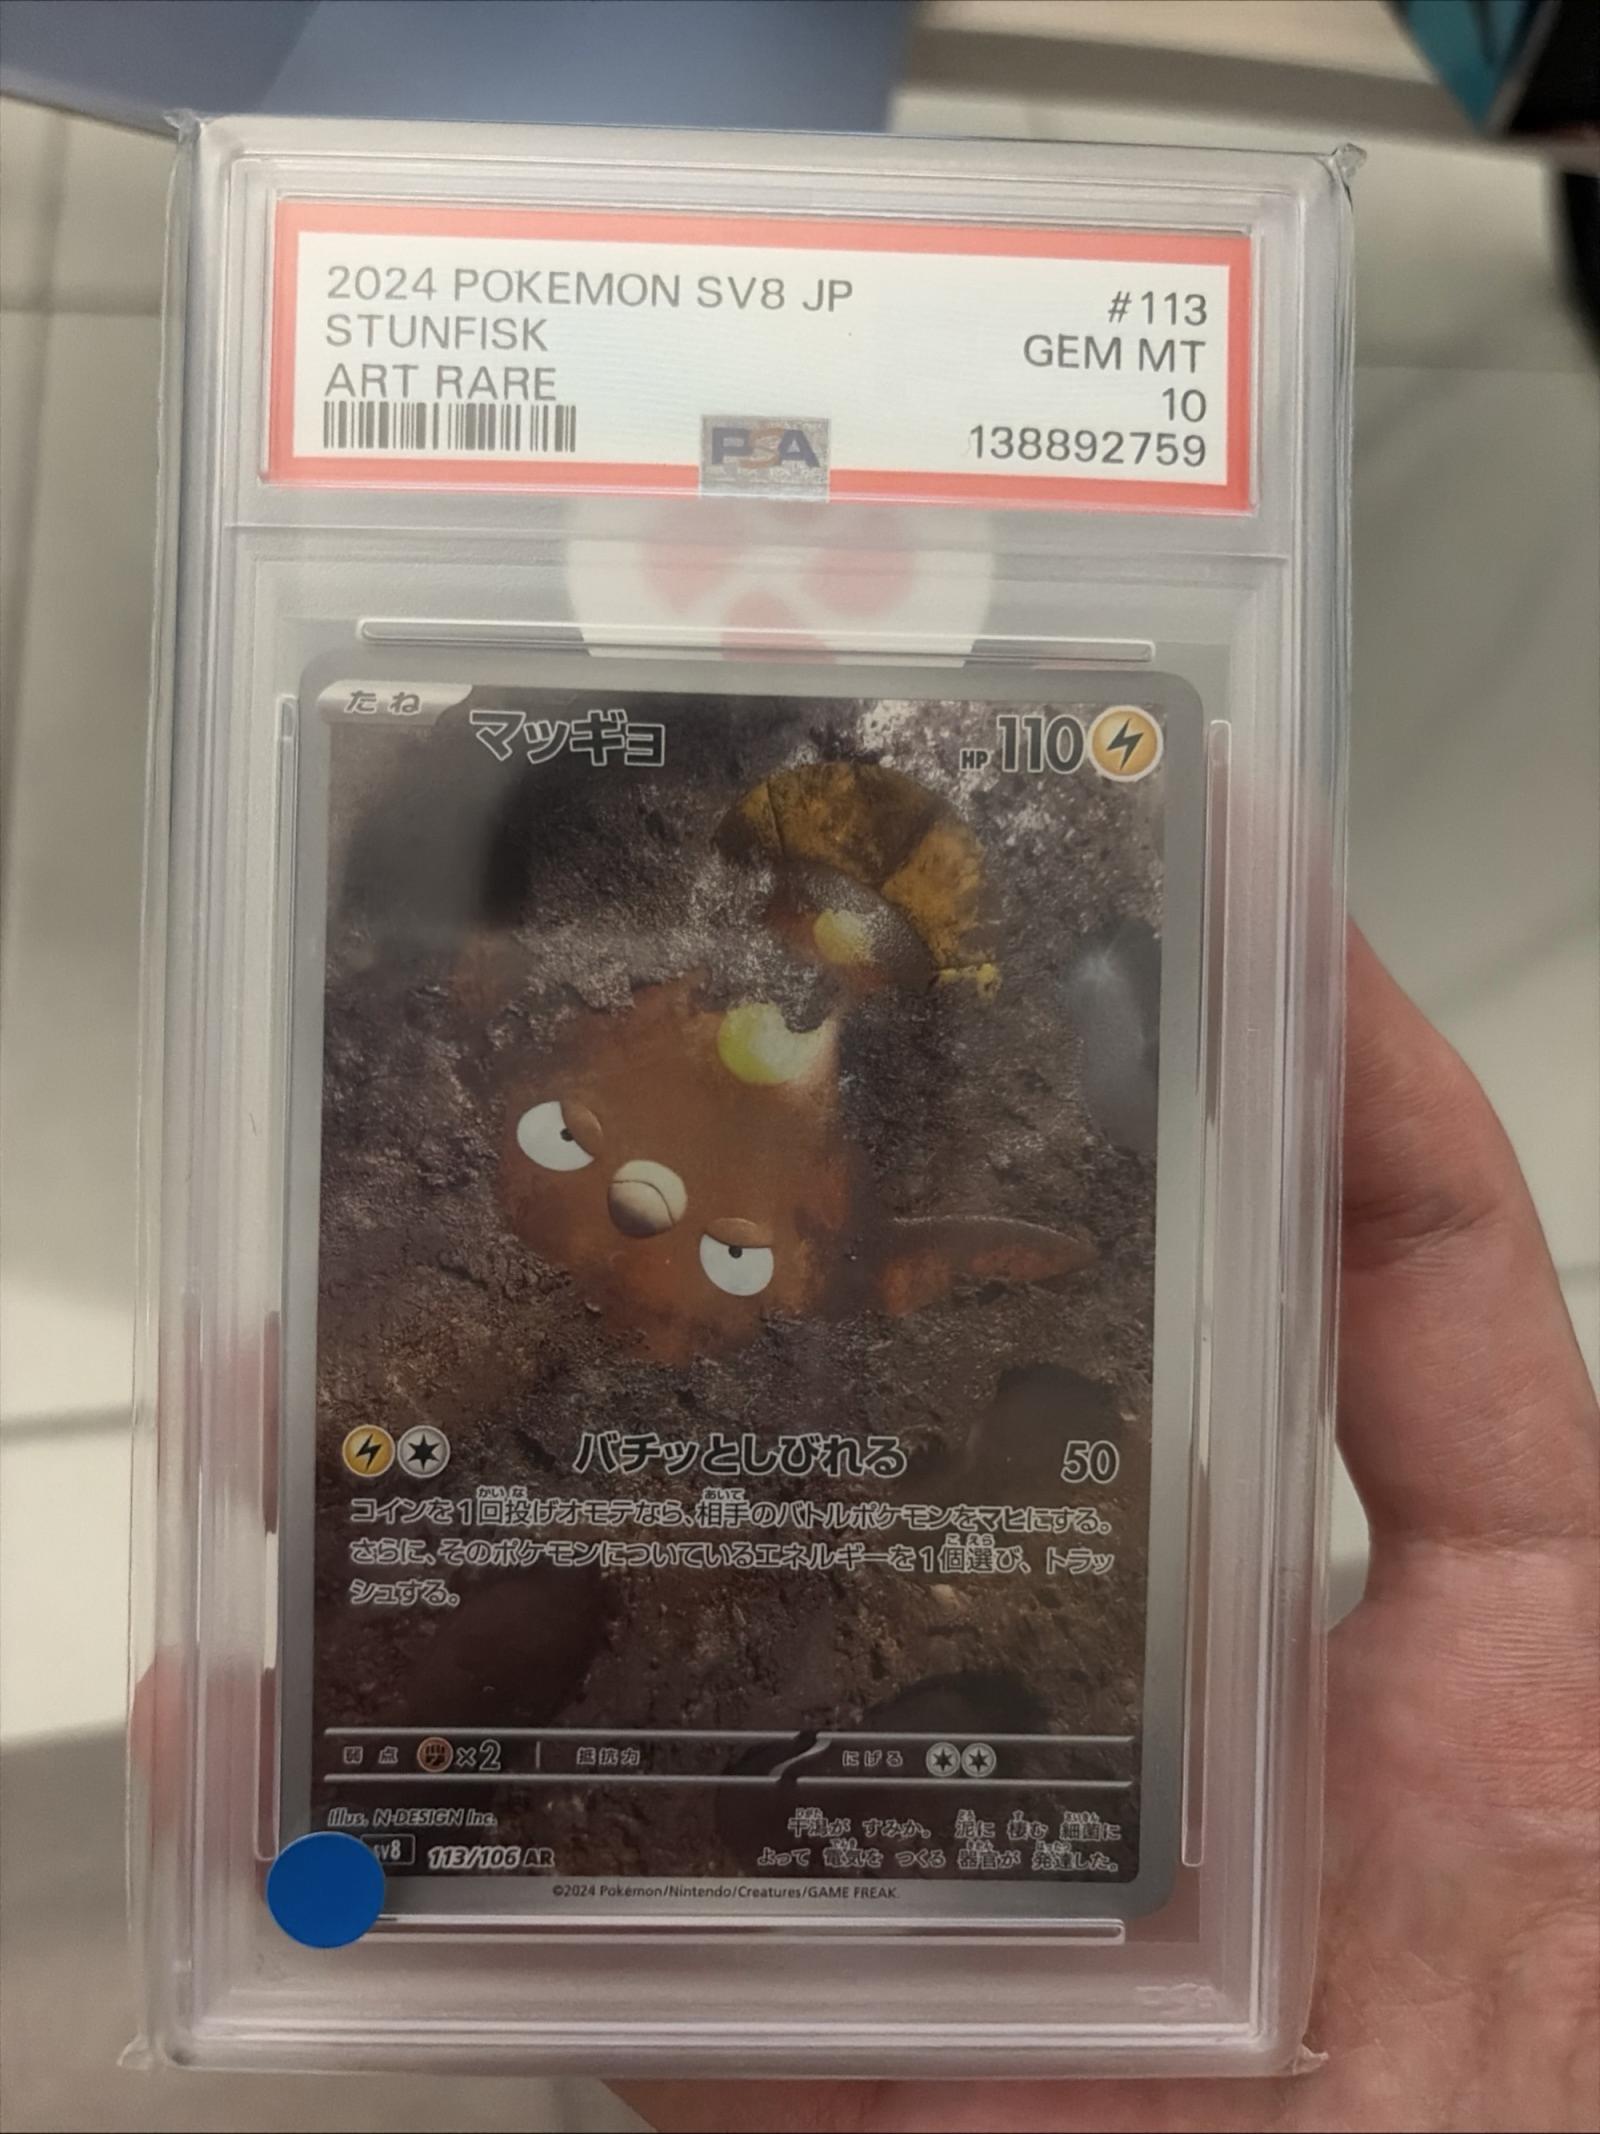 2024 POKEMON SV8 JP #113
STUNFISK GEM MT
ART RARE 10
PSA 138892759
たね マッギョ HP 110
バチッとしびれる 50
コインを1回投げオモテなら、相手のバトルポケモンをマヒにする。
さらに、そのポケモンについているエネルギーを1個選び、トラッ
シュする。
弱点 ×2 抵抗力 にげる
Illus. N-DESIGN Inc.
干潟が すみか。 泥に 棲む 細菌に
sv8 113/106 AR
よって 電気を つくる 器官が 発達した。
©2024 Pokémon/Nintendo/Creatures/GAME FREAK.